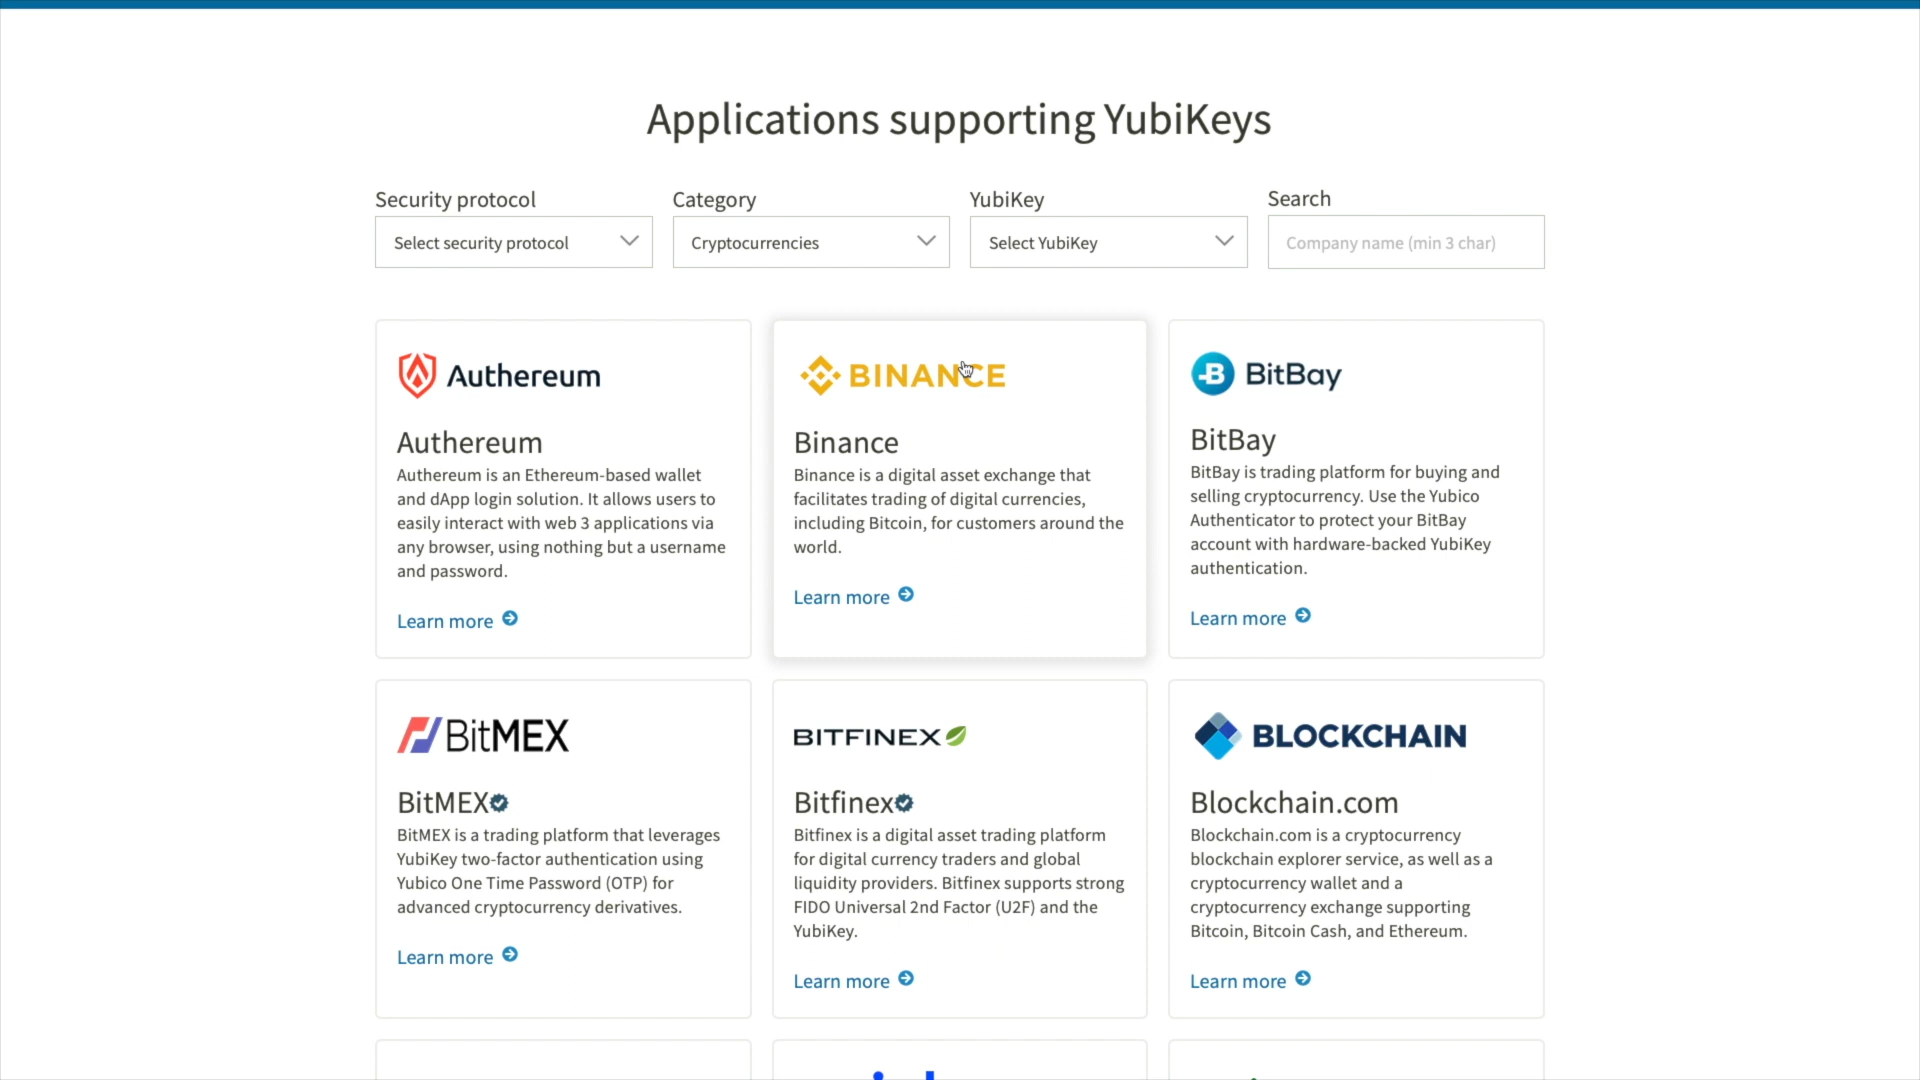 Applications supporting YubiKeys
Security protocol
Category
YubiKey
Search
Select security protocol
Cryptocurrencies
Select YubiKey
Company name (min 3 char)
Authereum
Authereum
Authereum is an Ethereum-based wallet
and dApp login solution. It allows users to
easily interact with web 3 applications via
any browser, using nothing but a username
and password.
Learn more
BINANCE
Binance
Binance is a digital asset exchange that
facilitates trading of digital currencies,
including Bitcoin, for customers around the
world.
Learn more
BitBay
BitBay
BitBay is trading platform for buying and
selling cryptocurrency. Use the Yubico
Authenticator to protect your BitBay
account with hardware-backed YubiKey
authentication.
Learn more
BitMEX
BitMEX
BitMEX is a trading platform that leverages
YubiKey two-factor authentication using
Yubico One Time Password (OTP) for
advanced cryptocurrency derivatives.
Learn more
BITFINEX
Bitfinex
Bitfinex is a digital asset trading platform
for digital currency traders and global
liquidity providers. Bitfinex supports strong
FIDO Universal 2nd Factor (U2F) and the
YubiKey.
Learn more
BLOCKCHAIN
Blockchain.com
Blockchain.com is a cryptocurrency
blockchain explorer service, as well as a
cryptocurrency wallet and a
cryptocurrency exchange supporting
Bitcoin, Bitcoin Cash, and Ethereum.
Learn more